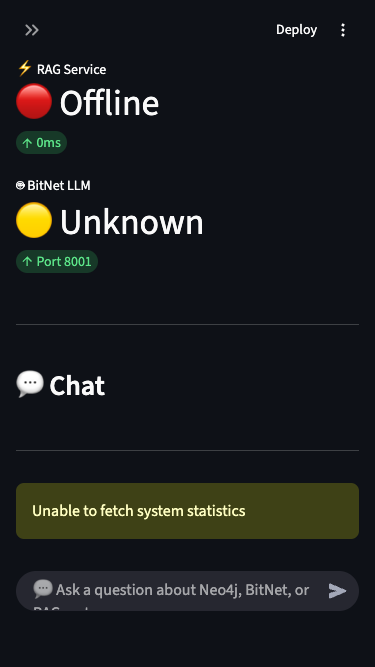 Deploy
⚡ RAG Service
🔴 Offline
↑ 0ms
BitNet LLM
🟡 Unknown
↑ Port 8001
💬 Chat
Unable to fetch system statistics
💬 Ask a question about Neo4j, BitNet, or